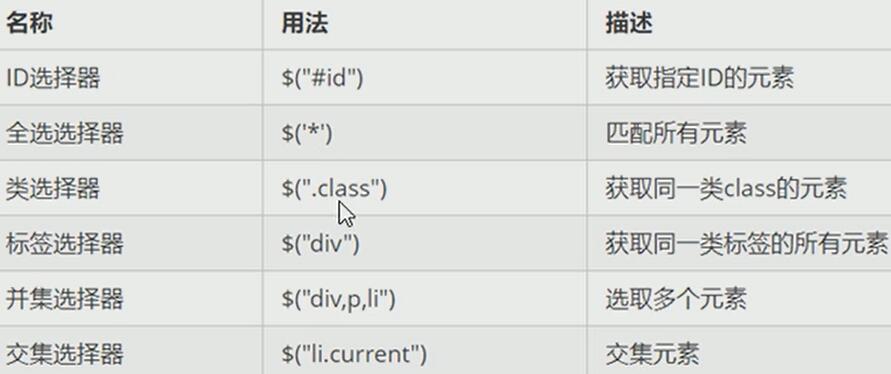 名称 用法 描述
ID选择器 $("#id") 获取指定ID的元素
全选选择器 $('*') 匹配所有元素
类选择器 $(".class") 获取同一类class的元素
标签选择器 $("div") 获取同一类标签的所有元素
并集选择器 $("div,p,li") 选取多个元素
交集选择器 $("li.current") 交集元素